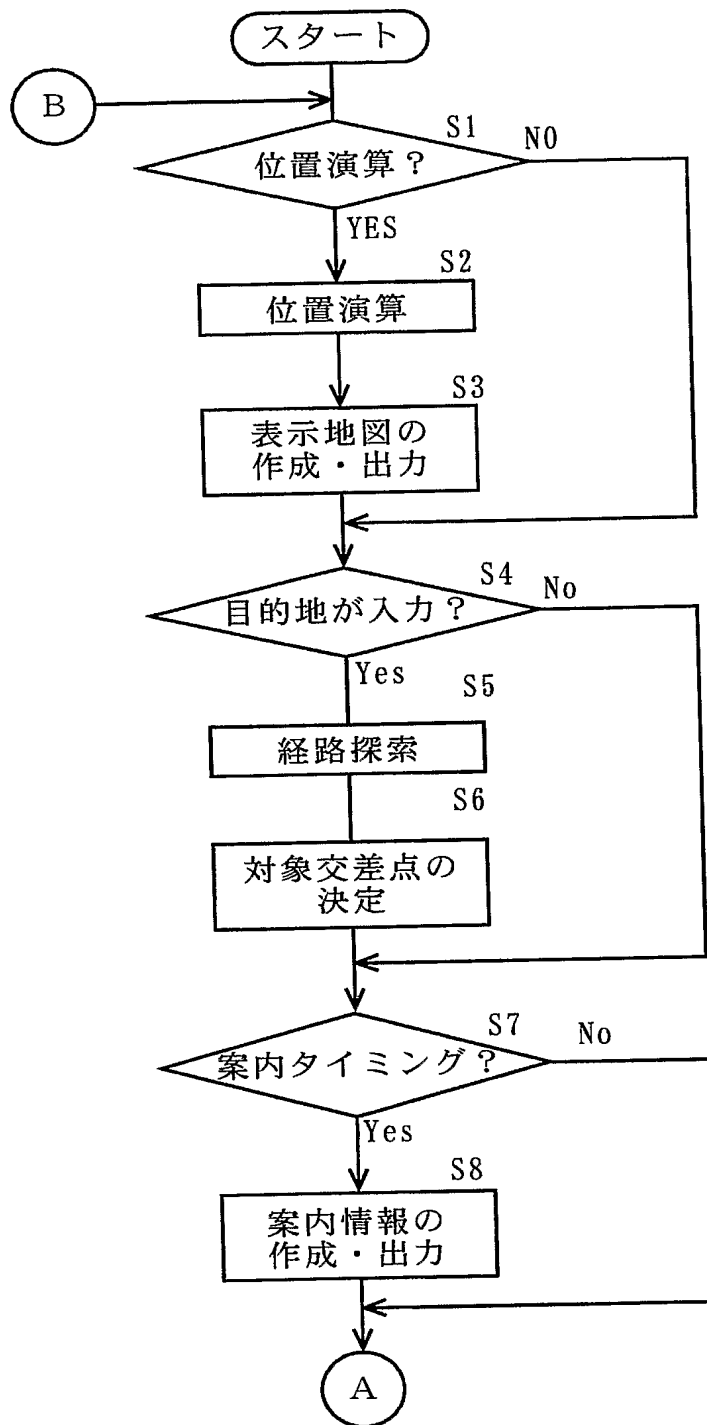 スタート
B
S1
NO
位置演算？
YES
S2
位置演算
S3
表示地図の
作成・出力
S4
No
目的地が入力？
Yes
S5
経路探索
S6
対象交差点の
決定
S7
No
案内タイミング？
Yes
S8
案内情報の
作成・出力
A